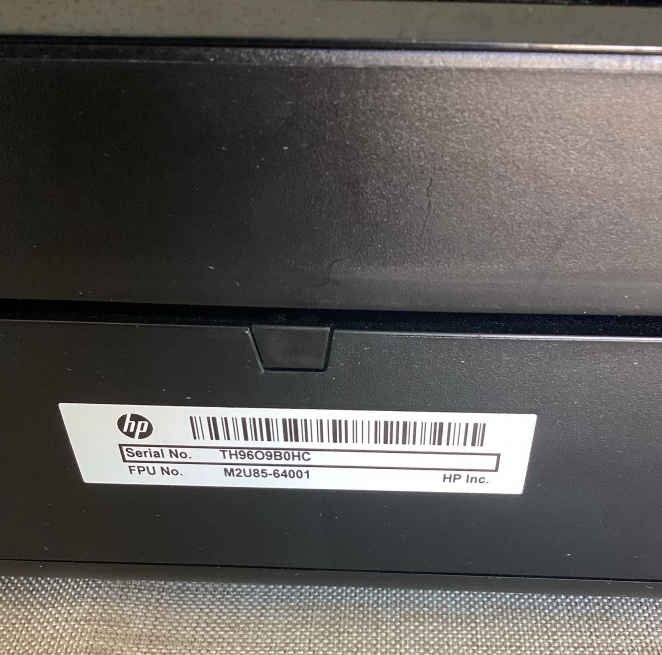 hp
Serial No. TH96O9B0HC
FPU No. M2U85-64001
HP Inc.